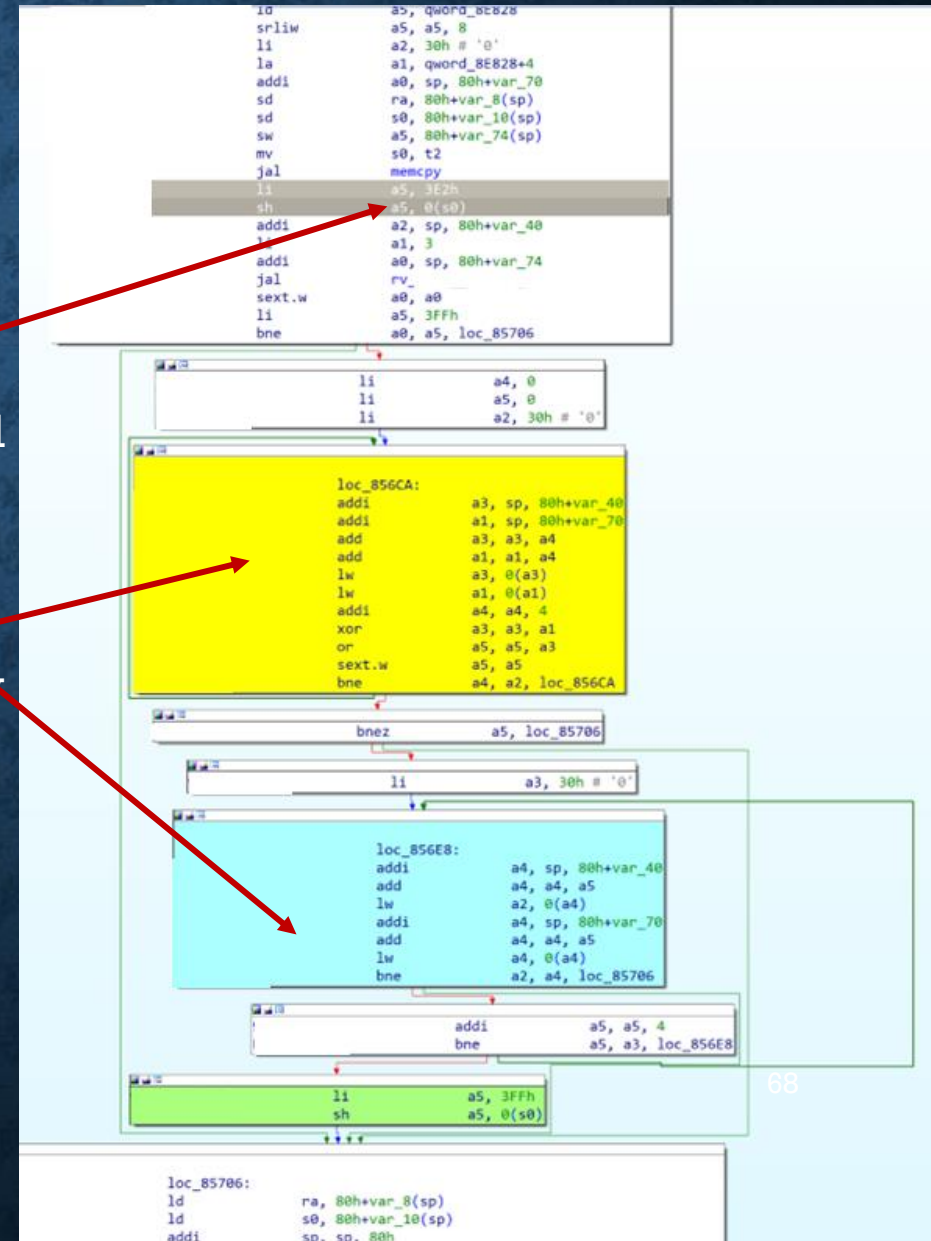 ld a5, qword_8E828
srliw a5, a5, 8
li a2, 30h # '0'
la a1, qword_8E828+4
addi a0, sp, 80h+var_70
sd ra, 80h+var_8(sp)
sd s0, 80h+var_10(sp)
sw a5, 80h+var_74(sp)
mv s0, t2
jal memcpy
li a5, 3E2h
sh a5, 0(s0)
addi a2, sp, 80h+var_40
li a1, 3
addi a0, sp, 80h+var_74
jal rv_
sext.w a0, a0
li a5, 3FFh
bne a0, a5, loc_85706
li a4, 0
li a5, 0
li a2, 30h # '0'
loc_856CA:
addi a3, sp, 80h+var_40
addi a1, sp, 80h+var_70
add a3, a3, a4
add a1, a1, a4
lw a3, 0(a3)
lw a1, 0(a1)
addi a4, a4, 4
xor a3, a3, a1
or a5, a5, a3
sext.w a5, a5
bne a4, a2, loc_856CA
bnez a5, loc_85706
li a3, 30h # '0'
loc_856E8:
addi a4, sp, 80h+var_40
add a4, a4, a5
lw a2, 0(a4)
addi a4, sp, 80h+var_70
add a4, a4, a5
lw a4, 0(a4)
bne a2, a4, loc_85706
addi a5, a5, 4
bne a5, a3, loc_856E8
68
li a5, 3FFh
sh a5, 0(s0)
loc_85706:
ld ra, 80h+var_8(sp)
ld s0, 80h+var_10(sp)
addi sp, sp, 80h